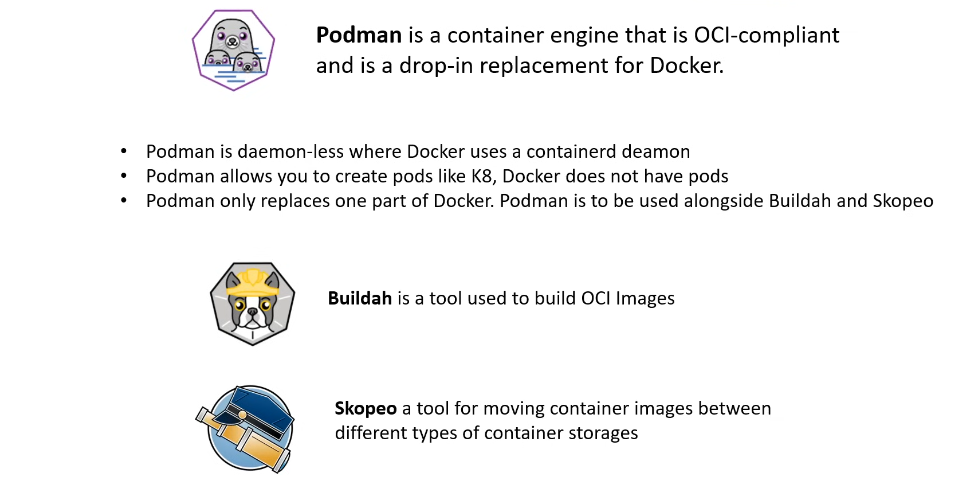 Podman is a container engine that is OCI-compliant
and is a drop-in replacement for Docker.
• Podman is daemon-less where Docker uses a containerd deamon
• Podman allows you to create pods like K8, Docker does not have pods
• Podman only replaces one part of Docker. Podman is to be used alongside Buildah and Skopeo
Buildah is a tool used to build OCI Images
Skopeo a tool for moving container images between
different types of container storages